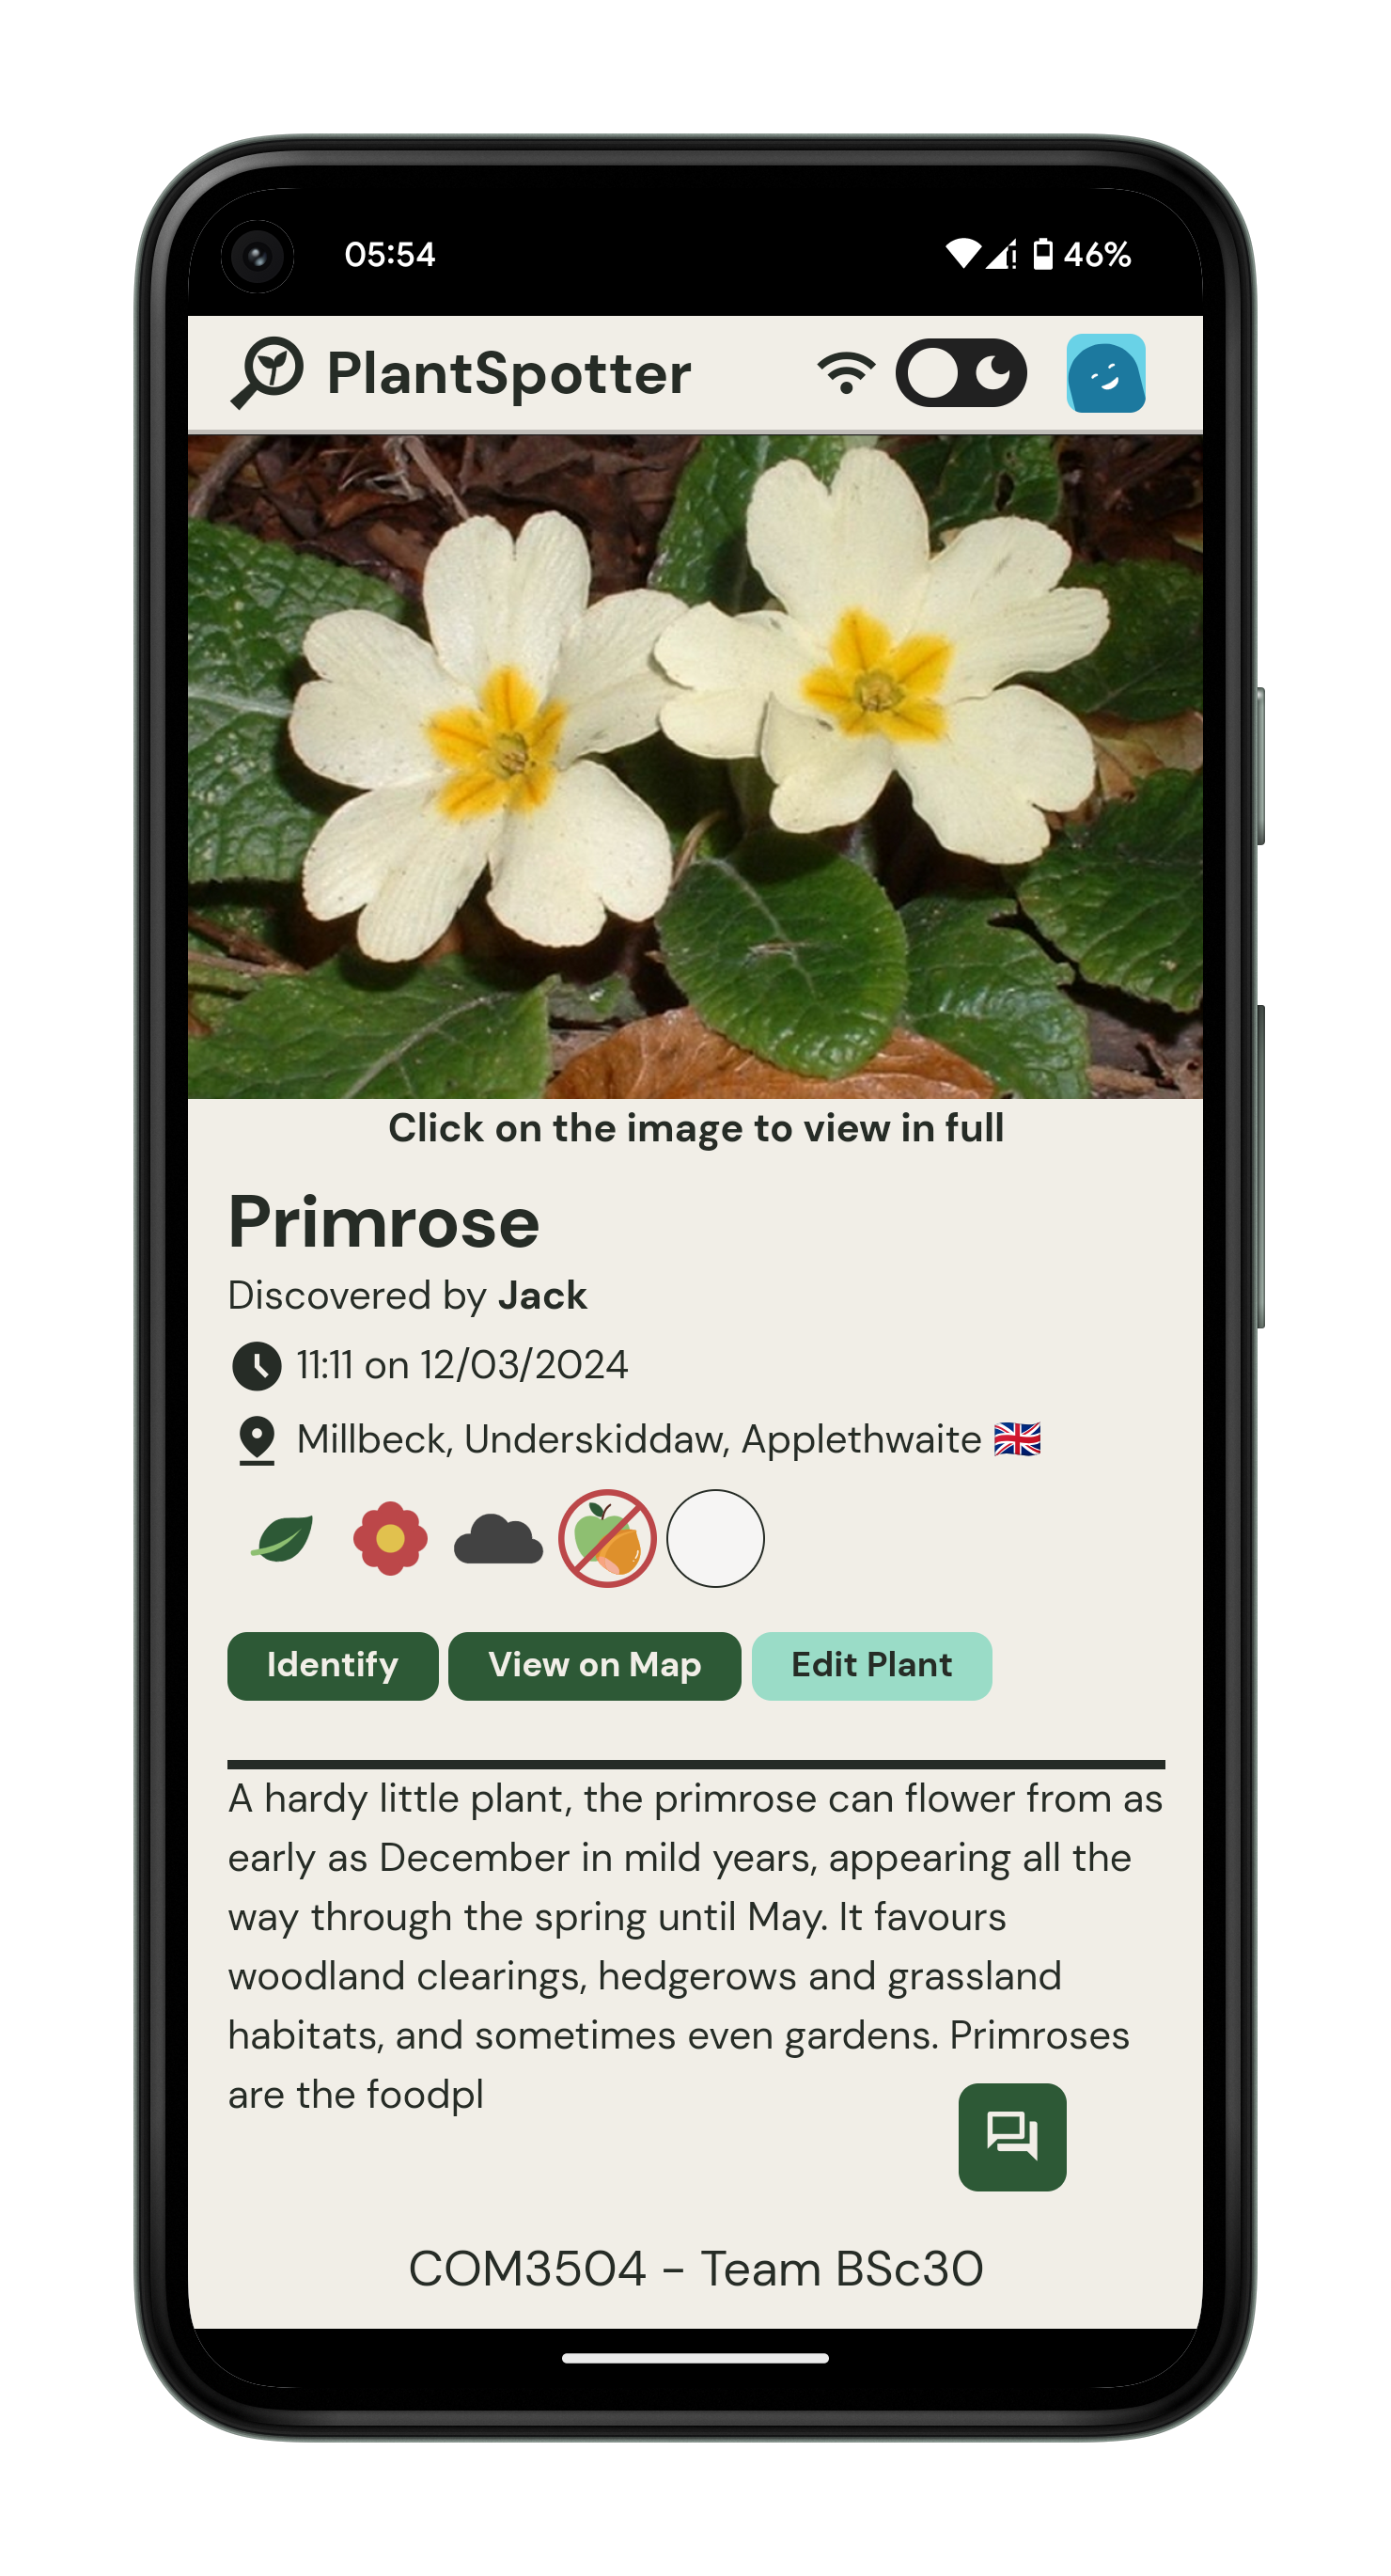 05:54
46%
PlantSpotter
Click on the image to view in full
Primrose
Discovered by Jack
11:11 on 12/03/2024
Millbeck, Underskiddaw, Applethwaite 🇬🇧
Identify
View on Map
Edit Plant
A hardy little plant, the primrose can flower from as
early as December in mild years, appearing all the
way through the spring until May. It favours
woodland clearings, hedgerows and grassland
habitats, and sometimes even gardens. Primroses
are the foodpl
COM3504 - Team BSc30